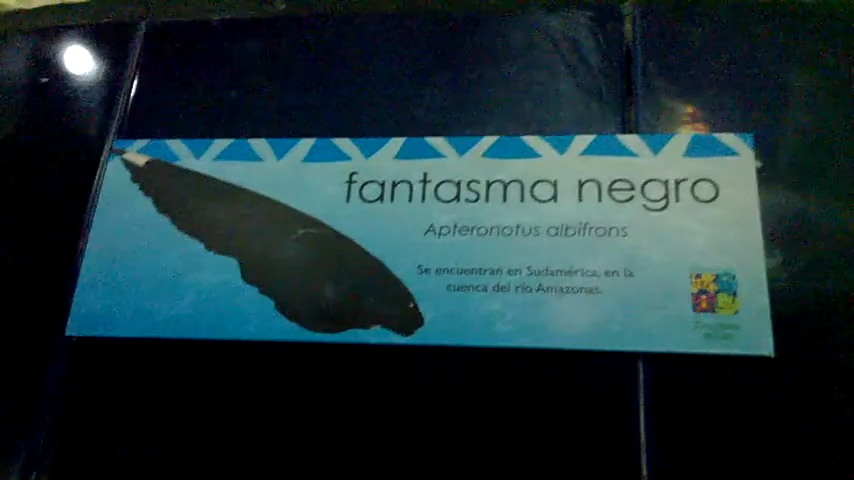 fantasma negro
Apteronotus albifrons
Se encuentran en Sudamérica, en la
cuenca del río Amazonas.